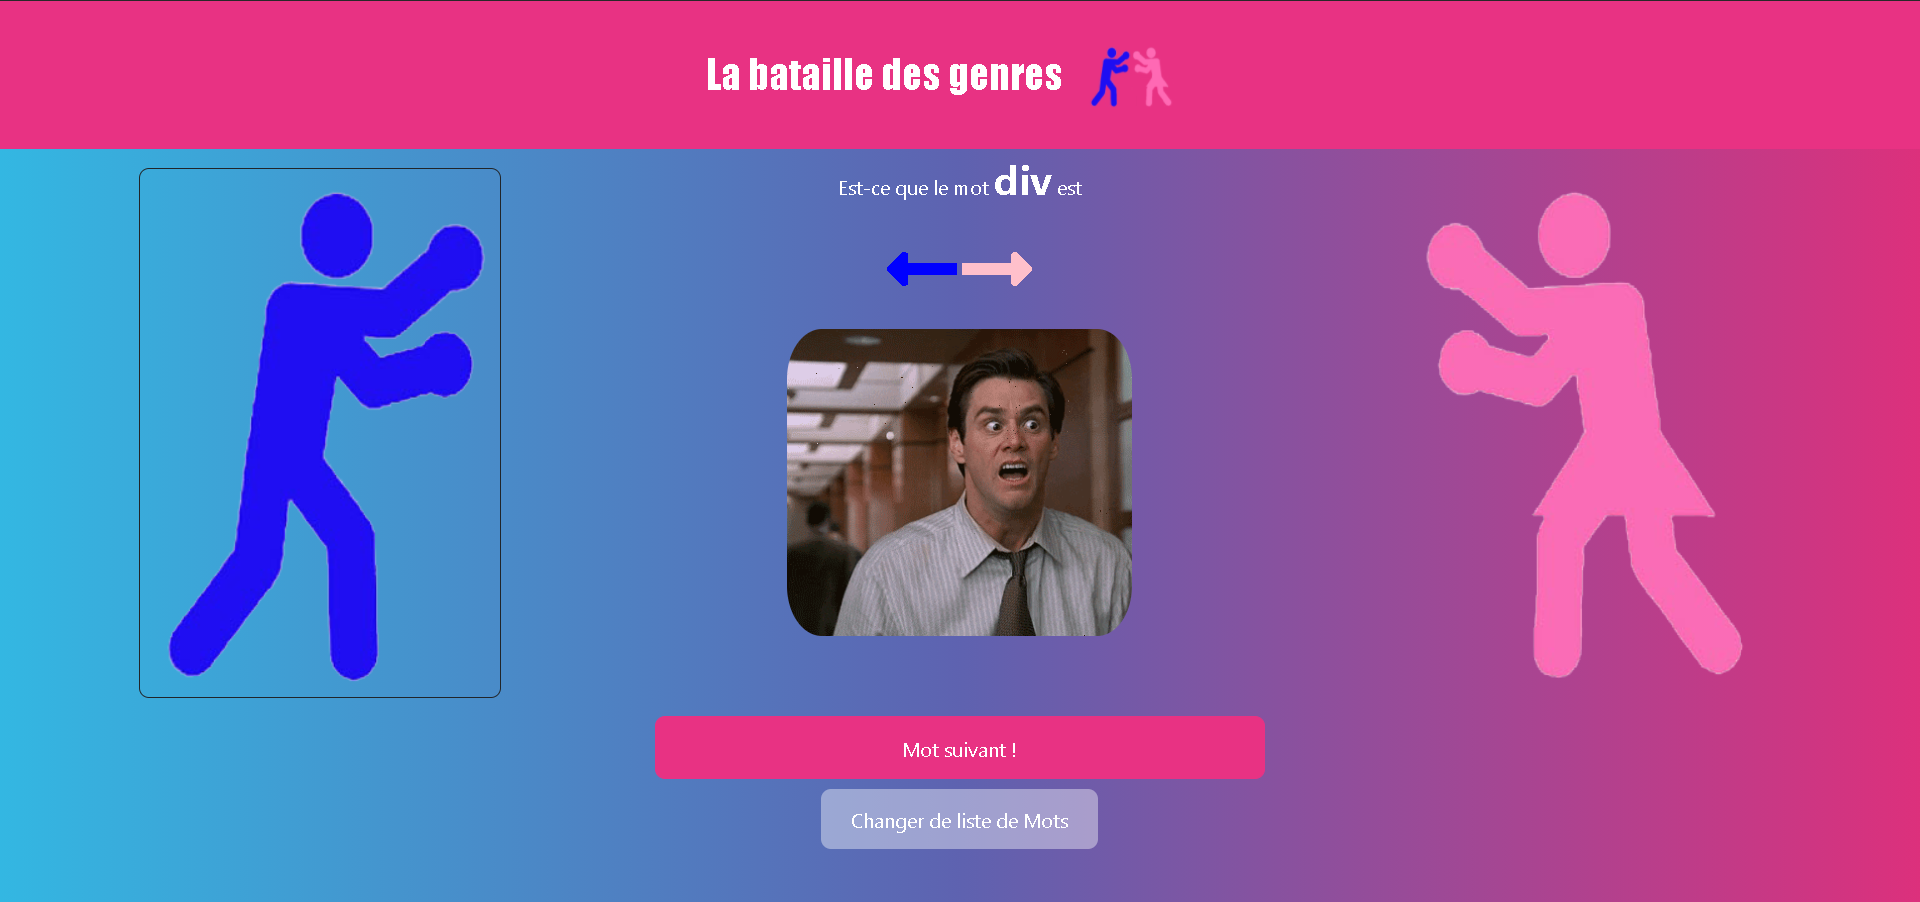 La bataille des genres
Est-ce que le mot div est
Mot suivant !
Changer de liste de Mots